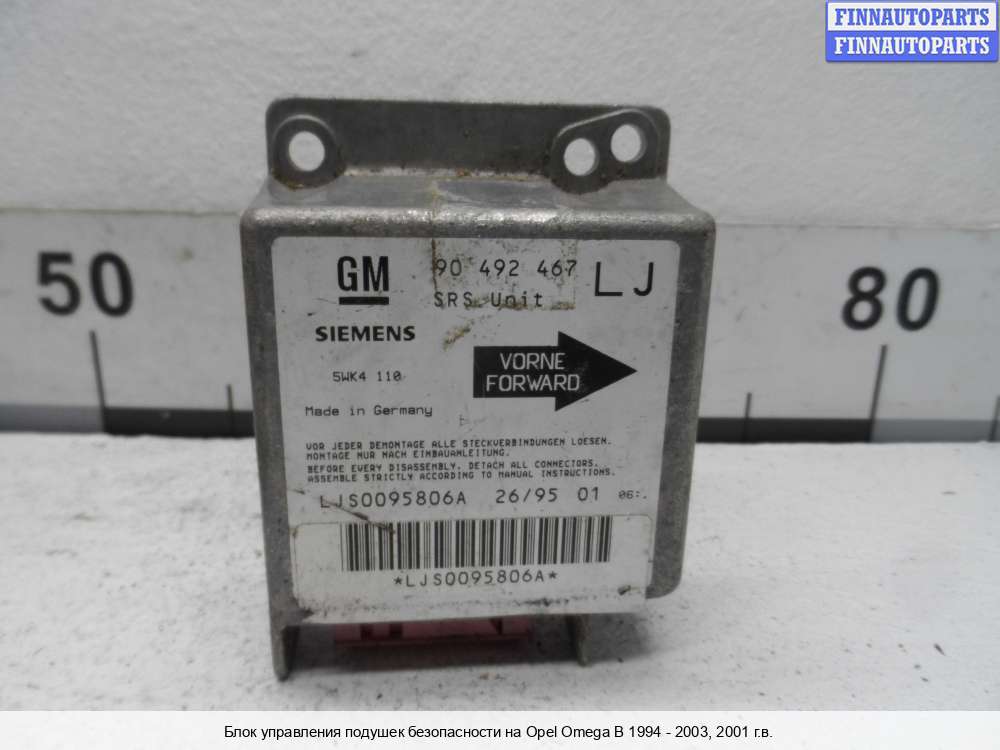 FINNAUTOPARTS
FINNAUTOPARTS
50
80
GM
90 492 467
LJ
SRS Unit
SIEMENS
VORNE
FORWARD
5WK4 110
Made in Germany
VOR JEDER DEMONTAGE ALLE STECKVERBINDUNGEN LOESEN.
MONTAGE NUR NACH EINBAUANLEITUNG.
BEFORE EVERY DISASSEMBLY, DETACH ALL CONNECTORS.
ASSEMBLE STRICTLY ACCORDING TO MANUAL INSTRUCTIONS.
LJS0095806A 26/95 01
*LJS0095806A*
Блок управления подушек безопасности на Opel Omega B 1994 - 2003, 2001 г.в.